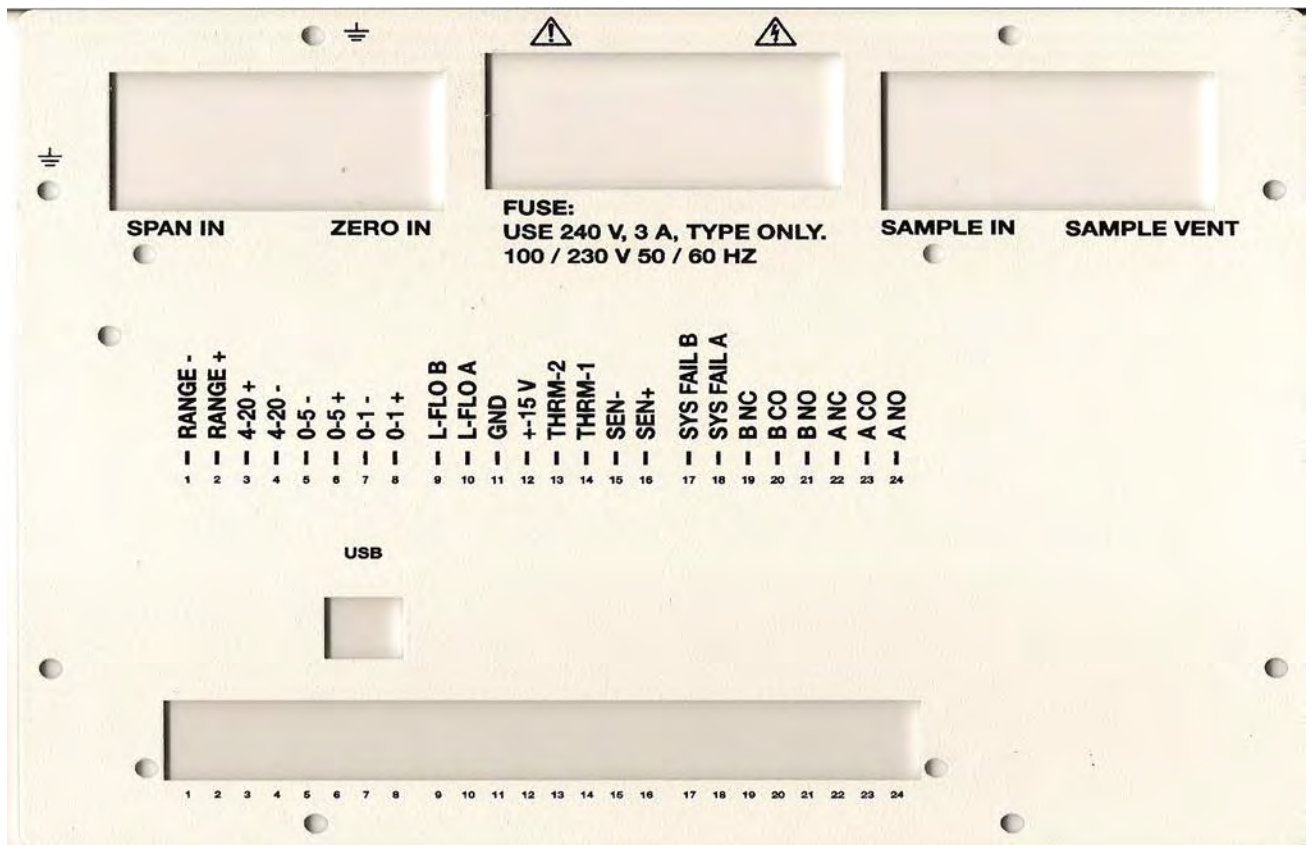 SPAN IN
ZERO IN
FUSE:
USE 240 V, 3 A, TYPE ONLY.
100 / 230 V 50 / 60 HZ
SAMPLE IN
SAMPLE VENT
1 – RANGE -
2 – RANGE +
3 – 4-20 +
4 – 4-20 -
5 – 0-5 -
6 – 0-5 +
7 – 0-1 -
8 – 0-1 +
9 – L-FLO B
10 – L-FLO A
11 – GND
12 – +-15 V
13 – THRM-2
14 – THRM-1
15 – SEN-
16 – SEN+
17 – SYS FAIL B
18 – SYS FAIL A
19 – B NC
20 – B CO
21 – B NO
22 – A NC
23 – A CO
24 – A NO
USB
1 2 3 4 5 6 7 8 9 10 11 12 13 14 15 16 17 18 19 20 21 22 23 24